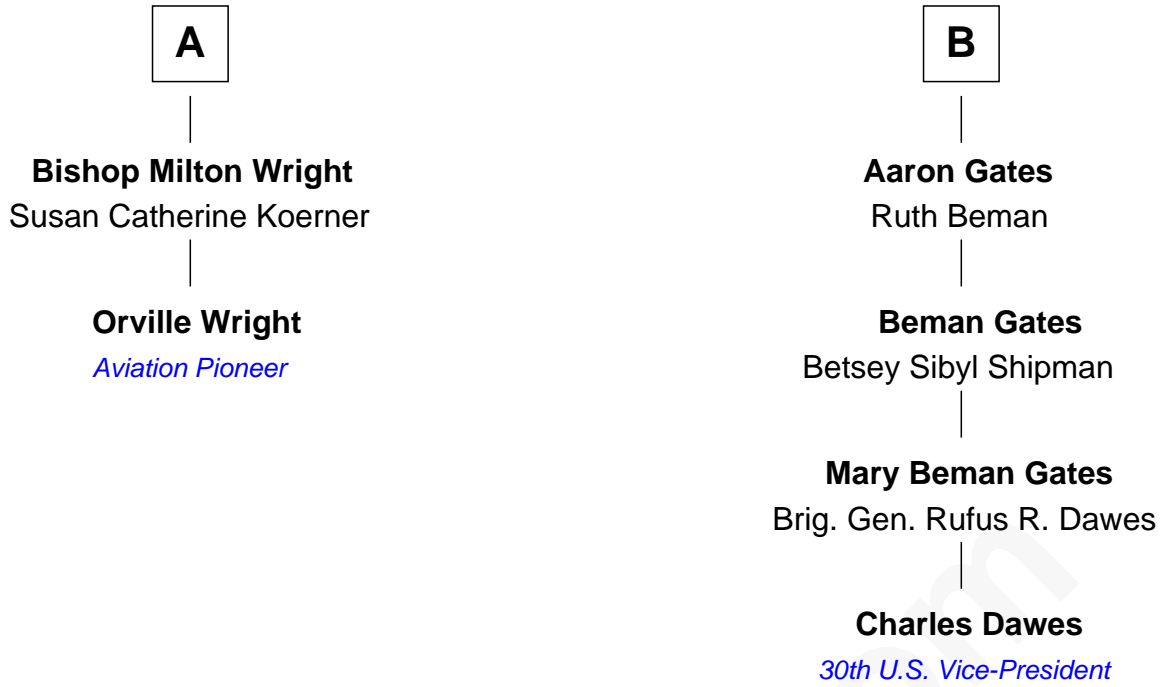 A
Bishop Milton Wright
Susan Catherine Koerner
Orville Wright
Aviation Pioneer
B
Aaron Gates
Ruth Beman
Beman Gates
Betsey Sibyl Shipman
Mary Beman Gates
Brig. Gen. Rufus R. Dawes
Charles Dawes
30th U.S. Vice-President